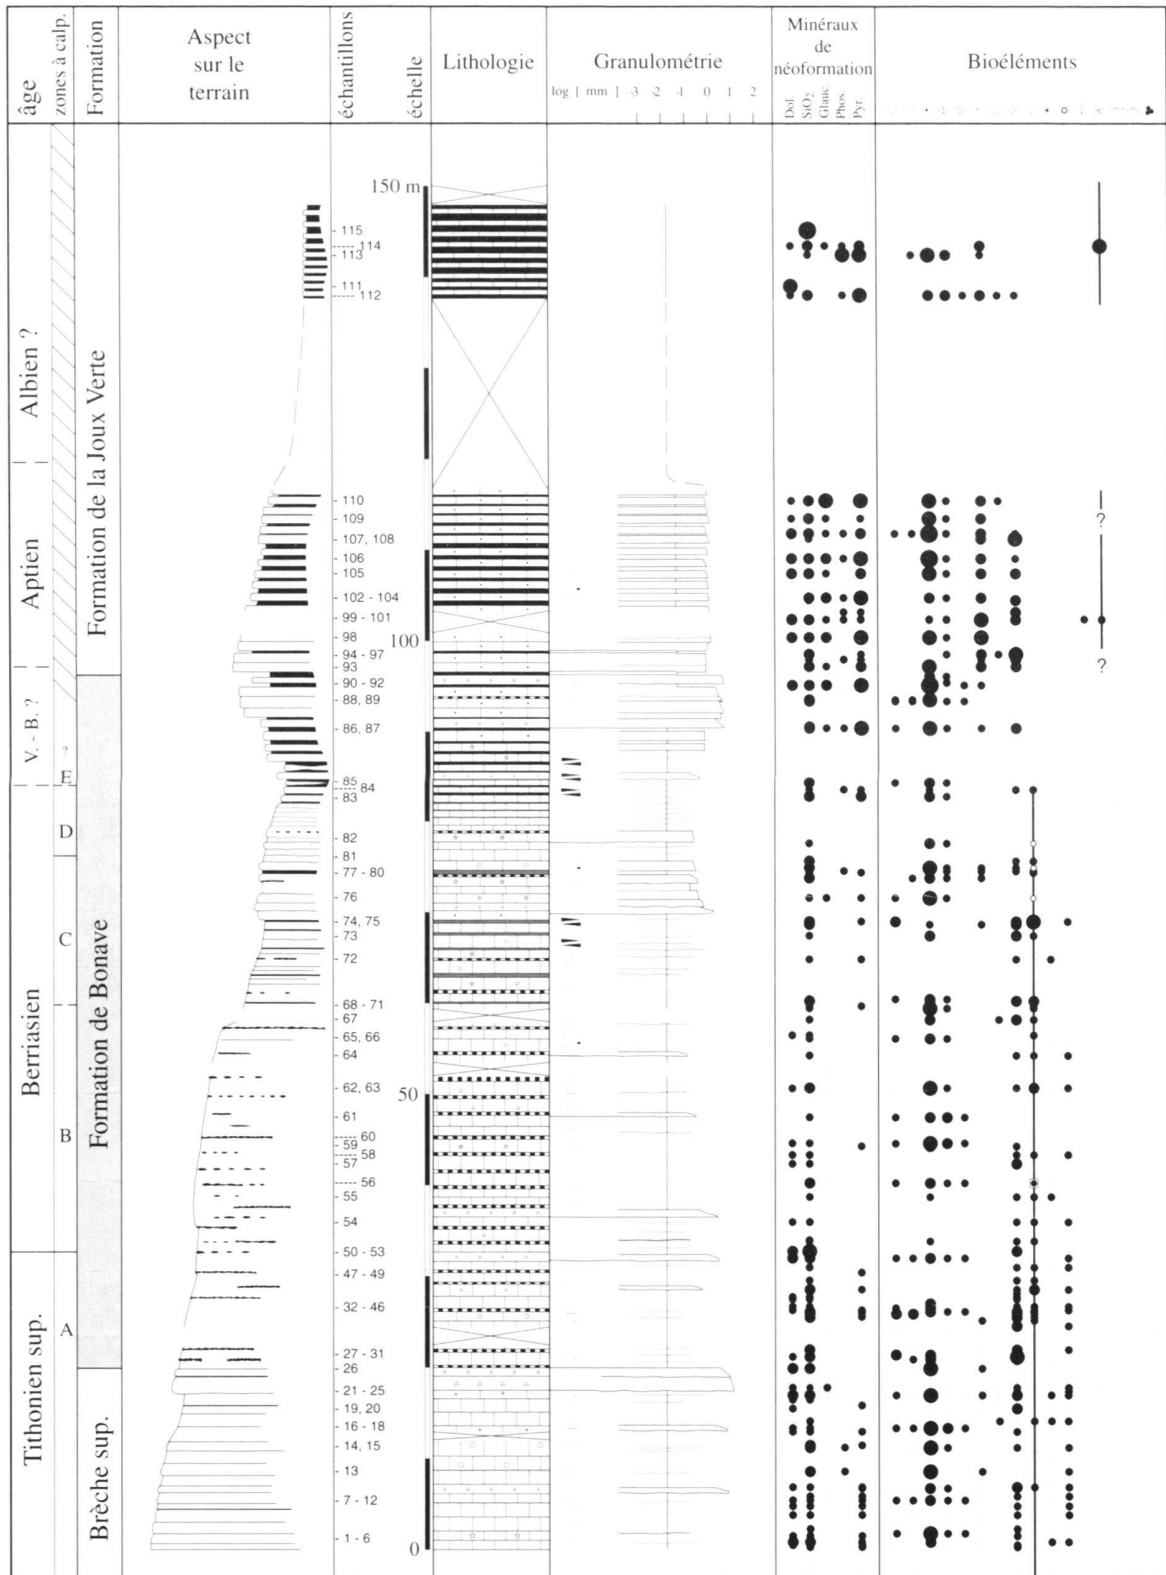 âge
zones à calp.
Formation
Aspect
sur le
terrain
échantillons
échelle
Lithologie
Granulométrie
log [ mm ] -3 -2 -1 0 1 2
Minéraux
de
néoformation
Dol.
SiO2
Glauc.
Phos.
Pyr.
Bioéléments
Albien ?
Aptien
V. - B. ?
Berriasien
Tithonien sup.
?
E
D
C
B
A
Formation de la Joux Verte
Formation de Bonave
Brèche sup.
150 m
- 115
----- 114
- 113
- 111
----- 112
- 110
- 109
- 107, 108
- 106
- 105
- 102 - 104
- 99 - 101
- 98
100
- 94 - 97
- 93
- 90 - 92
- 88, 89
- 86, 87
- 85
----- 84
- 83
- 82
- 81
- 77 - 80
- 76
- 74, 75
- 73
- 72
- 68 - 71
- 67
- 65, 66
- 64
- 62, 63
50
- 61
----- 60
- 59
----- 58
- 57
----- 56
- 55
- 54
- 50 - 53
- 47 - 49
- 32 - 46
- 27 - 31
- 26
- 21 - 25
- 19, 20
- 16 - 18
- 14, 15
- 13
- 7 - 12
- 1 - 6
0
?
?